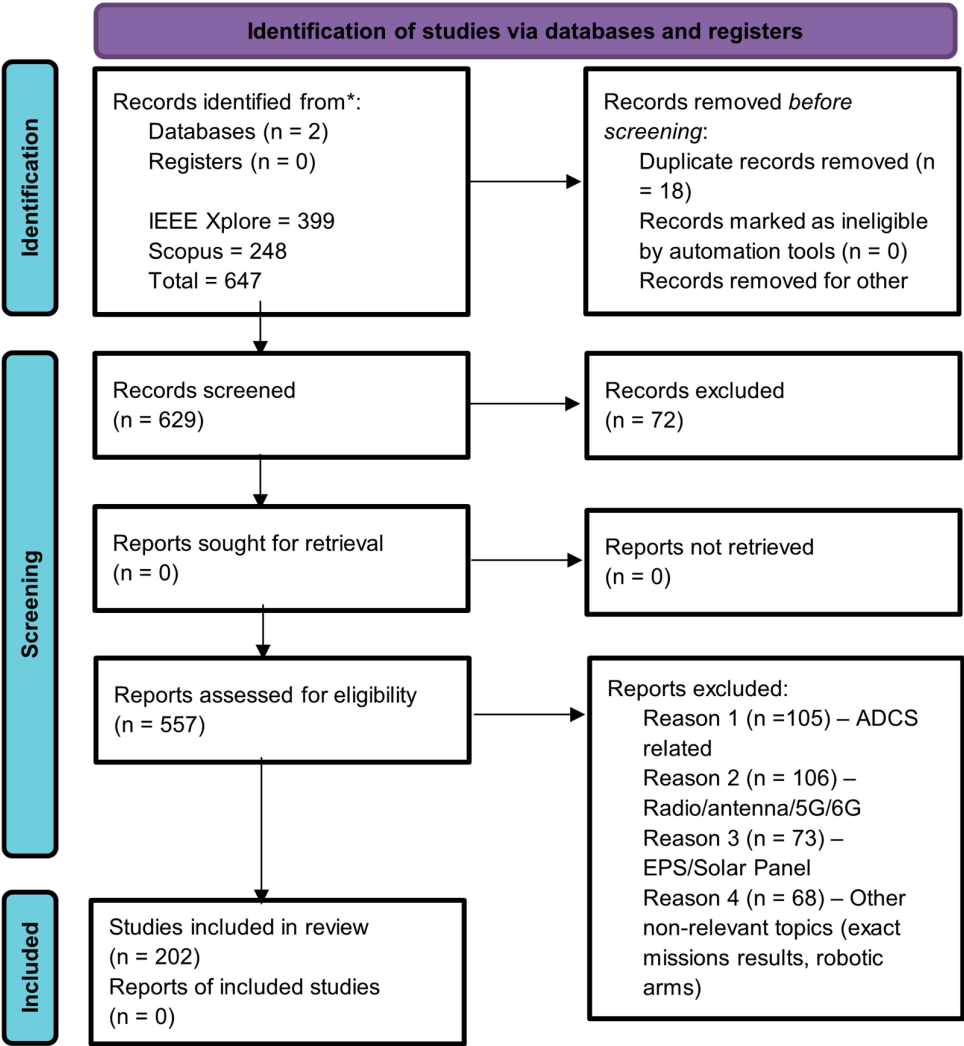 Identification of studies via databases and registers
Identification
Records identified from*:
Databases (n = 2)
Registers (n = 0)
IEEE Xplore = 399
Scopus = 248
Total = 647
Records removed before
screening:
Duplicate records removed (n
= 18)
Records marked as ineligible
by automation tools (n = 0)
Records removed for other
Screening
Records screened
(n = 629)
Records excluded
(n = 72)
Reports sought for retrieval
(n = 0)
Reports not retrieved
(n = 0)
Reports assessed for eligibility
(n = 557)
Reports excluded:
Reason 1 (n =105) – ADCS
related
Reason 2 (n = 106) –
Radio/antenna/5G/6G
Reason 3 (n = 73) –
EPS/Solar Panel
Reason 4 (n = 68) – Other
non-relevant topics (exact
missions results, robotic
arms)
Included
Studies included in review
(n = 202)
Reports of included studies
(n = 0)